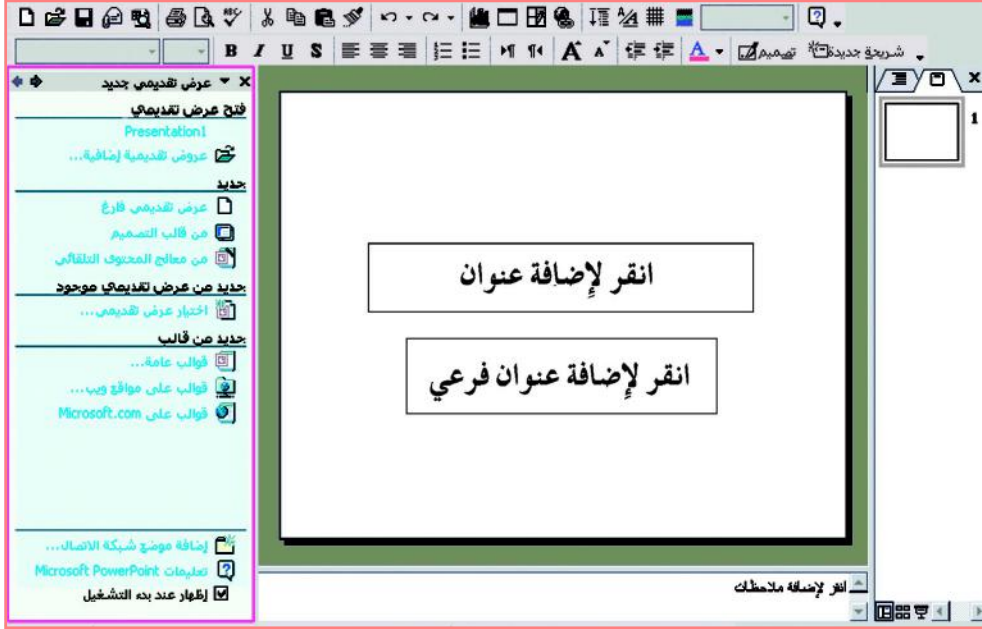 B I U S
تصميم شريحة جديدة
عرض تقديمي جديد
فتح عرض تقديمي
Presentation1
عروض تقديمية إضافية...
جديد
عرض تقديمي فارغ
من قالب التصميم
من معالج المحتوى التلقائي
جديد من عرض تقديمي موجود
اختيار عرض تقديمي...
جديد من قالب
قوالب عامة...
قوالب على مواقع ويب...
قوالب على Microsoft.com
إضافة موضع شبكة الاتصال...
تعليمات Microsoft PowerPoint
إظهار عند بدء التشغيل
انقر لإضافة عنوان
انقر لإضافة عنوان فرعي
انقر لإضافة ملاحظات
1